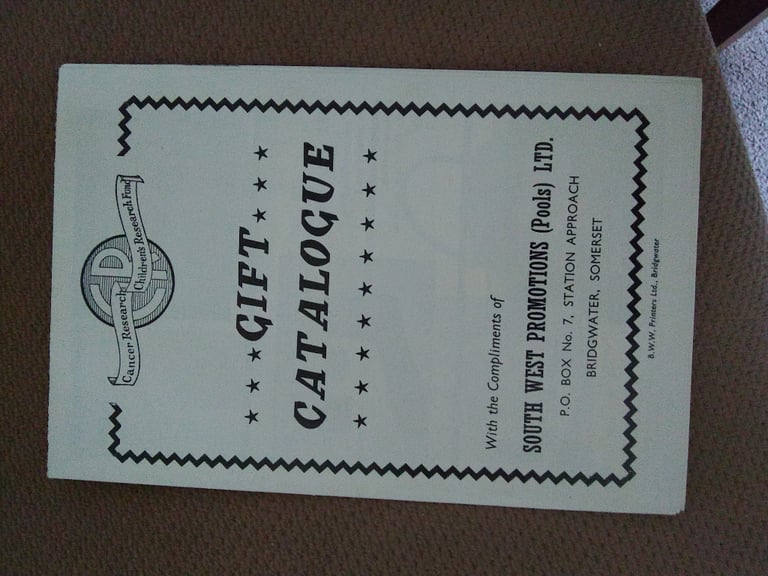 Cancer Research
Children's Research Fund
GIFT
CATALOGUE
With the Compliments of
SOUTH WEST PROMOTIONS (Pools) LTD.
P.O. BOX No. 7, STATION APPROACH
BRIDGWATER, SOMERSET
B.W.W. Printers Ltd., Bridgwater